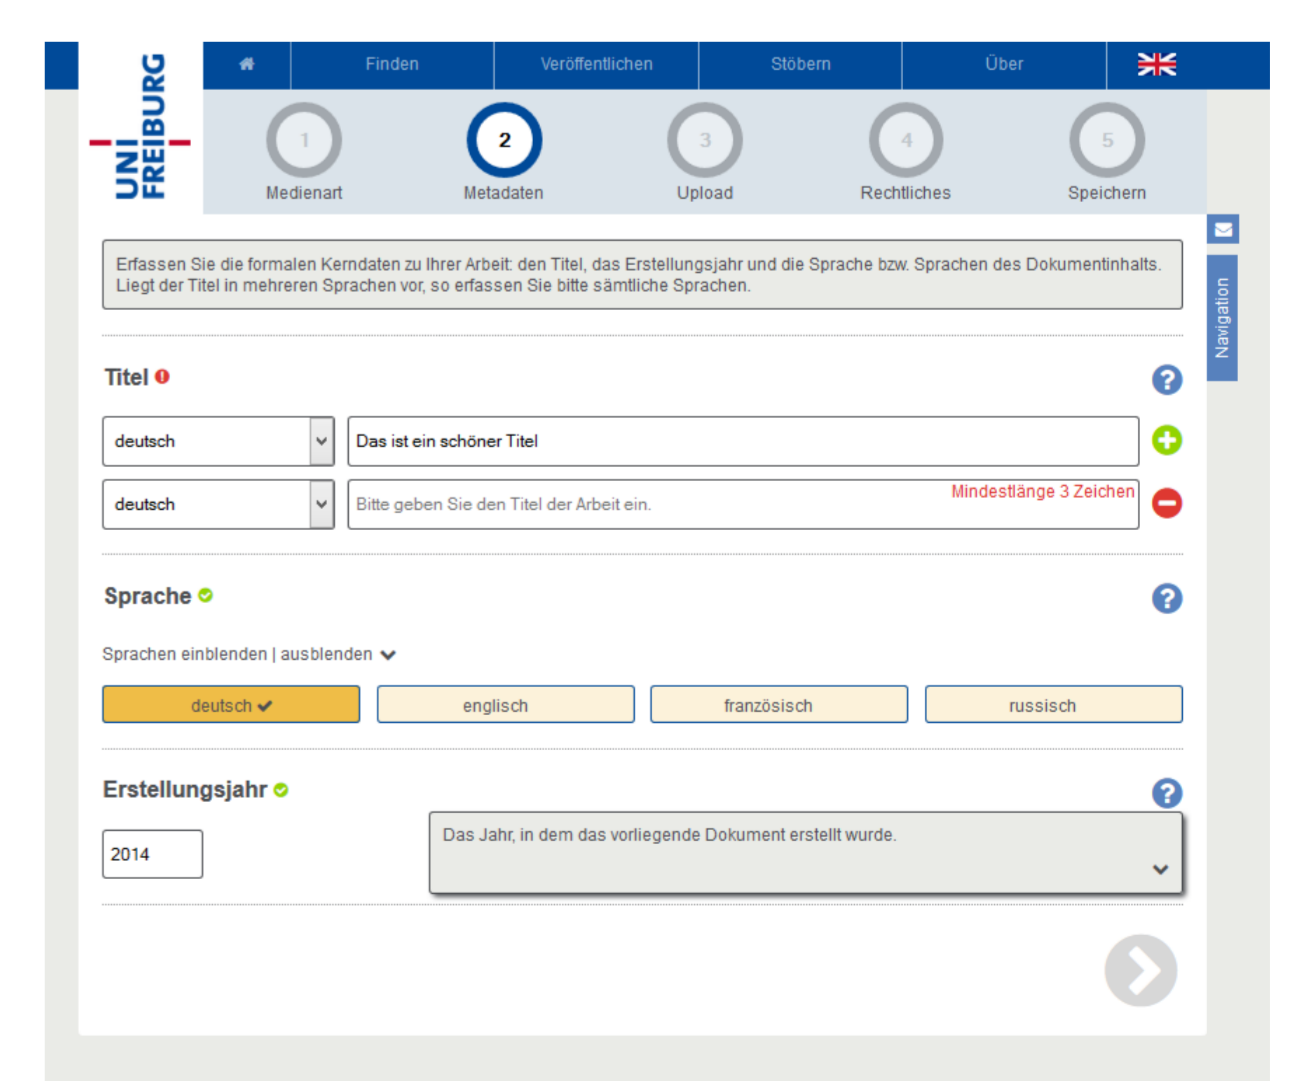 UNI
FREIBURG
Finden
Veröffentlichen
Stöbern
Über
1
2
3
4
5
Medienart
Metadaten
Upload
Rechtliches
Speichern
Navigation
Erfassen Sie die formalen Kerndaten zu Ihrer Arbeit: den Titel, das Erstellungsjahr und die Sprache bzw. Sprachen des Dokumentinhalts.
Liegt der Titel in mehreren Sprachen vor, so erfassen Sie bitte sämtliche Sprachen.
Titel
deutsch
Das ist ein schöner Titel
deutsch
Bitte geben Sie den Titel der Arbeit ein.
Mindestlänge 3 Zeichen
Sprache
Sprachen einblenden | ausblenden
deutsch
englisch
französisch
russisch
Erstellungsjahr
2014
Das Jahr, in dem das vorliegende Dokument erstellt wurde.